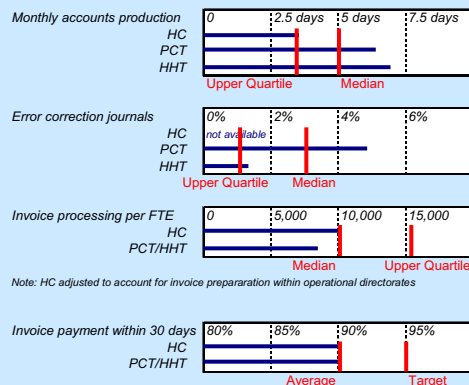 Monthly accounts production 0 2.5 days 5 days 7.5 days
HC
PCT
HHT
Upper Quartile Median
Error correction journals 0% 2% 4% 6%
HC not available
PCT
HHT
Upper Quartile Median
Invoice processing per FTE 0 5,000 10,000 15,000
HC
PCT/HHT
Median Upper Quartile
Note: HC adjusted to account for invoice prepararation within operational directorates
Invoice payment within 30 days 80% 85% 90% 95%
HC
PCT/HHT
Average Target